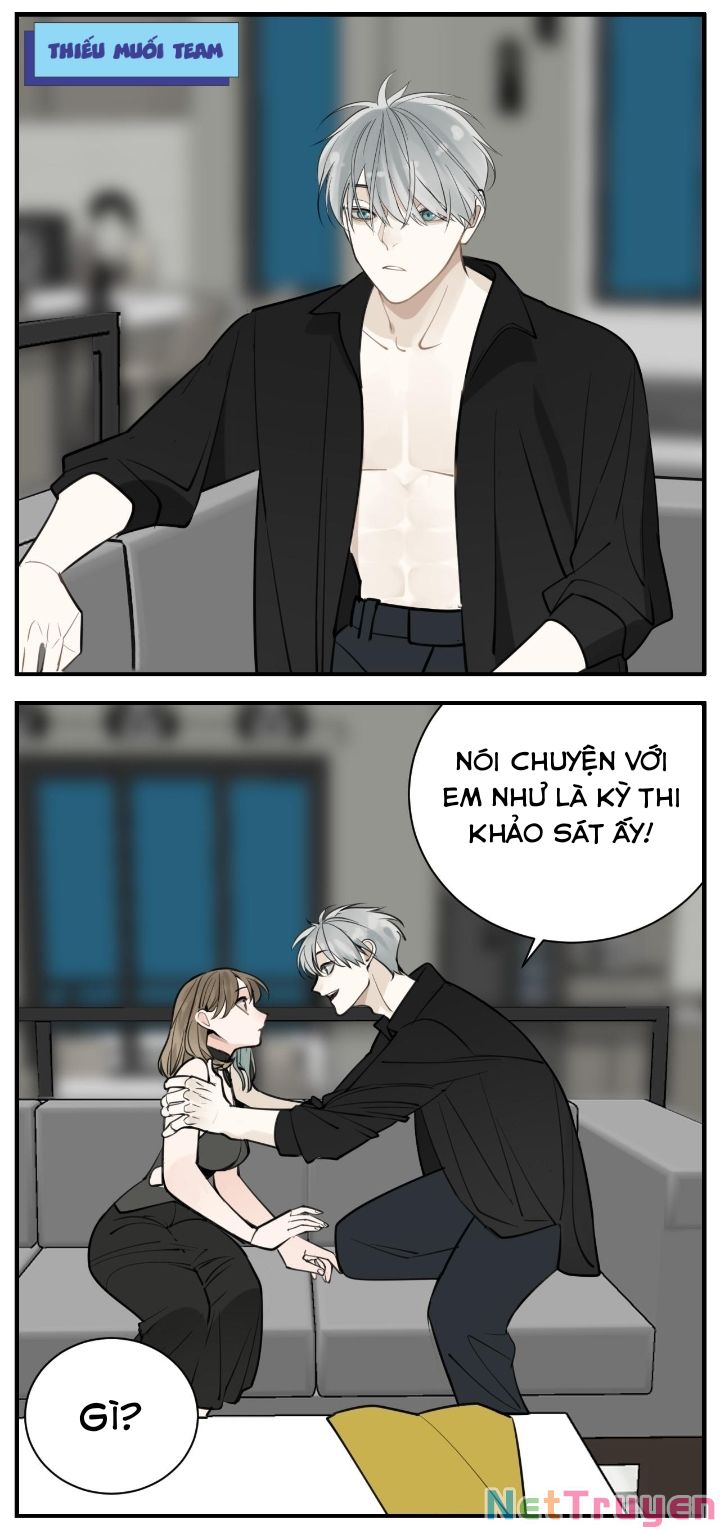 THIẾU MUỐI TEAM
NÓI CHUYỆN VỚI
EM NHƯ LÀ KỲ THI
KHẢO SÁT ẤY!
GÌ?
NetTruyen